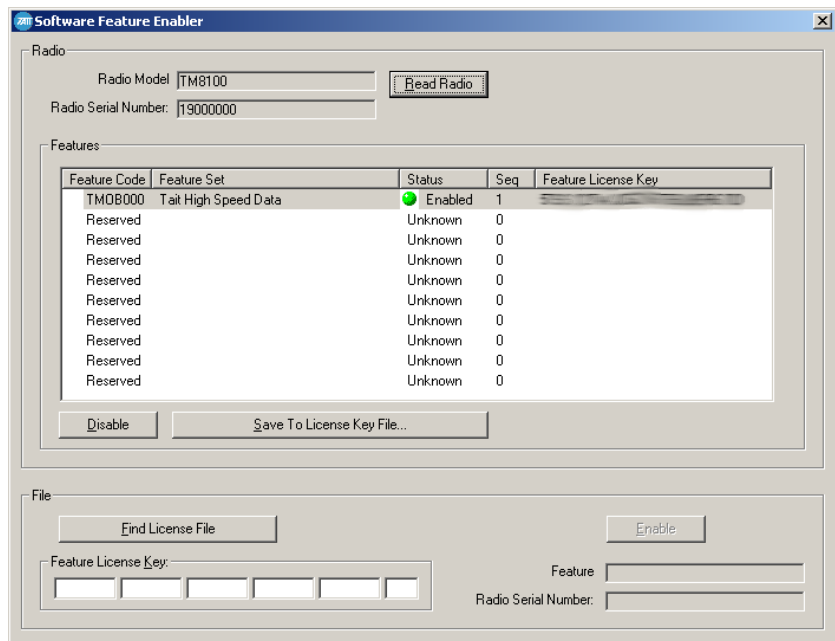 TAIT Software Feature Enabler
Radio
Radio Model TM8100 Read Radio
Radio Serial Number: 19000000
Features
Feature Code Feature Set Status Seq Feature License Key
TMOB000 Tait High Speed Data Enabled 1
Reserved Unknown 0
Reserved Unknown 0
Reserved Unknown 0
Reserved Unknown 0
Reserved Unknown 0
Reserved Unknown 0
Reserved Unknown 0
Reserved Unknown 0
Reserved Unknown 0
Disable Save To License Key File...
File
Find License File Enable
Feature License Key:
Feature
Radio Serial Number: